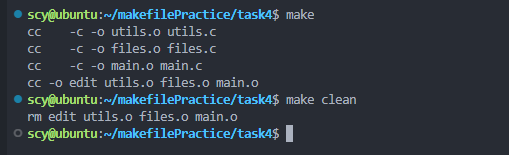 scy@ubuntu:~/makefilePractice/task4$ make
cc    -c -o utils.o utils.c
cc    -c -o files.o files.c
cc    -c -o main.o main.c
cc -o edit utils.o files.o main.o
scy@ubuntu:~/makefilePractice/task4$ make clean
rm edit utils.o files.o main.o
scy@ubuntu:~/makefilePractice/task4$